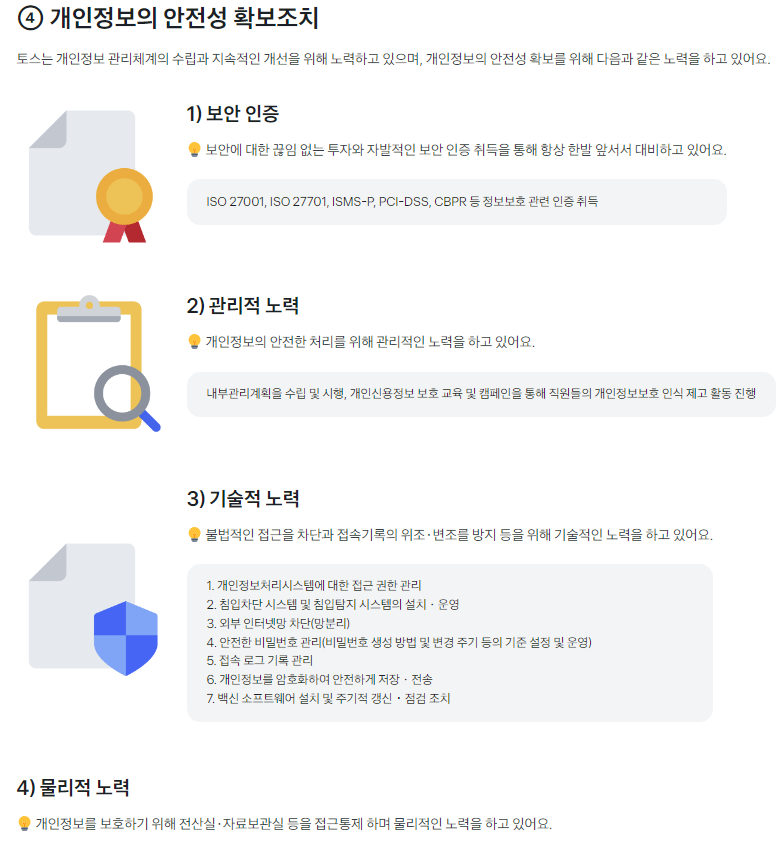 ④ 개인정보의 안전성 확보조치
토스는 개인정보 관리체계의 수립과 지속적인 개선을 위해 노력하고 있으며, 개인정보의 안전성 확보를 위해 다음과 같은 노력을 하고 있어요.
1) 보안 인증
보안에 대한 끊임 없는 투자와 자발적인 보안 인증 취득을 통해 항상 한발 앞서서 대비하고 있어요.
ISO 27001, ISO 27701, ISMS-P, PCI-DSS, CBPR 등 정보보호 관련 인증 취득
2) 관리적 노력
개인정보의 안전한 처리를 위해 관리적인 노력을 하고 있어요.
내부관리계획을 수립 및 시행, 개인신용정보 보호 교육 및 캠페인을 통해 직원들의 개인정보보호 인식 제고 활동 진행
3) 기술적 노력
불법적인 접근을 차단과 접속기록의 위조·변조를 방지 등을 위해 기술적인 노력을 하고 있어요.
1. 개인정보처리시스템에 대한 접근 권한 관리
2. 침입차단 시스템 및 침입탐지 시스템의 설치·운영
3. 외부 인터넷망 차단(망분리)
4. 안전한 비밀번호 관리(비밀번호 생성 방법 및 변경 주기 등의 기준 설정 및 운영)
5. 접속 로그 기록 관리
6. 개인정보를 암호화하여 안전하게 저장·전송
7. 백신 소프트웨어 설치 및 주기적 갱신·점검 조치
4) 물리적 노력
개인정보를 보호하기 위해 전산실·자료보관실 등을 접근통제 하며 물리적인 노력을 하고 있어요.